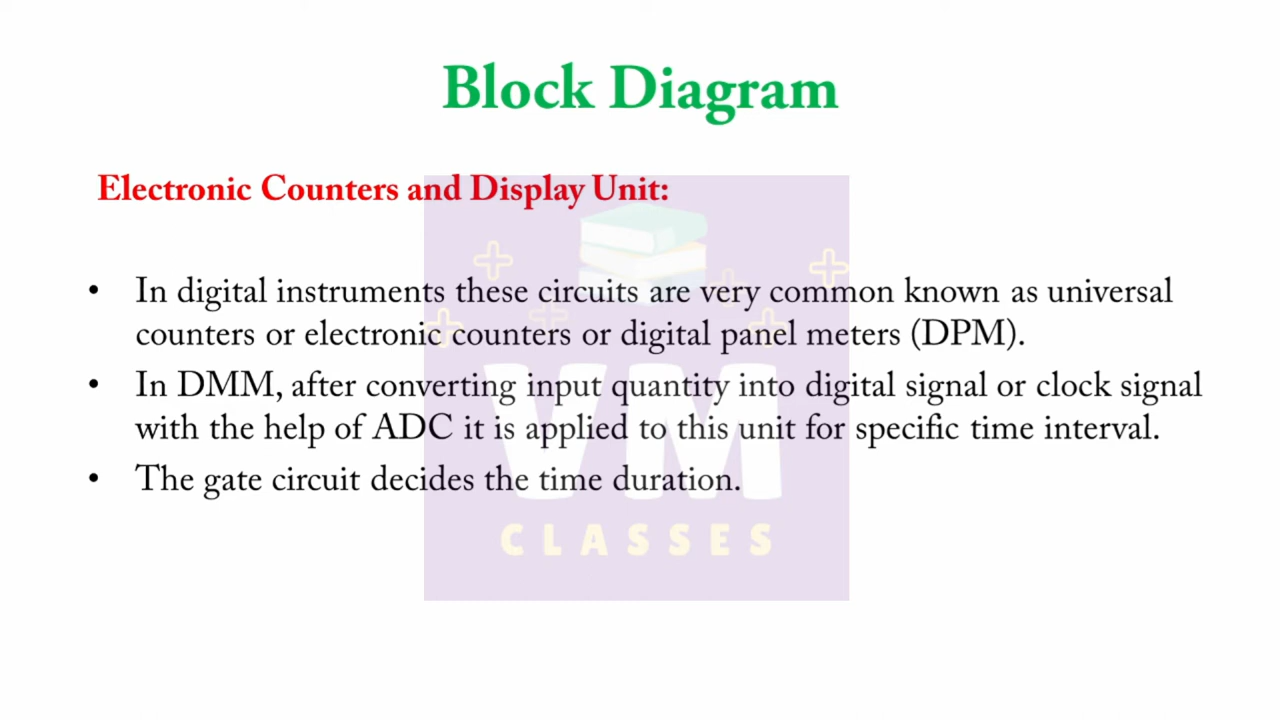 Block Diagram
Electronic Counters and Display Unit:
• In digital instruments these circuits are very common known as universal
counters or electronic counters or digital panel meters (DPM).
• In DMM, after converting input quantity into digital signal or clock signal
with the help of ADC it is applied to this unit for specific time interval.
• The gate circuit decides the time duration.
VM
CLASSES